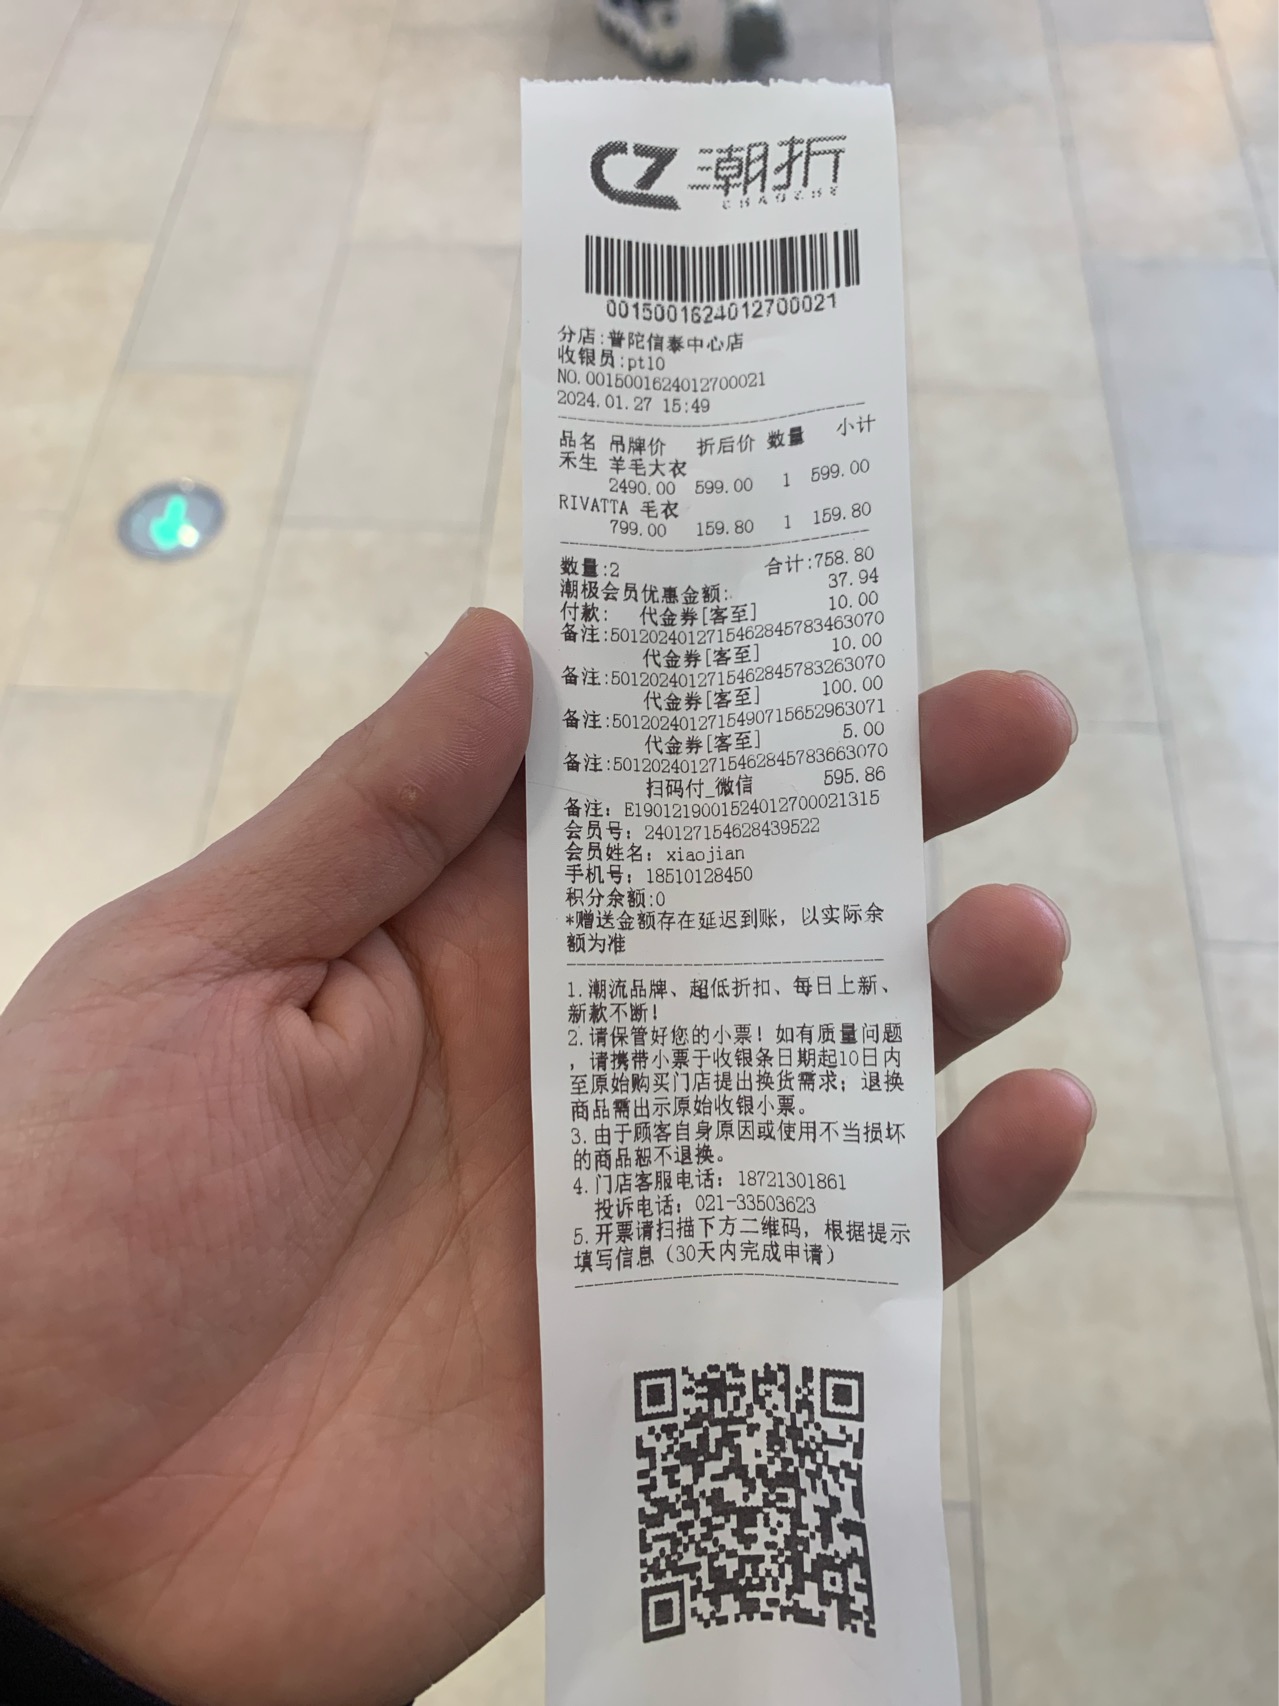 CZ 潮折
CHAOZHE
0015001624012700021
分店:普陀信泰中心店
收银员:pt10
NO.0015001624012700021
2024.01.27 15:49
品名 吊牌价 折后价 数量 小计
禾生 羊毛大衣
2490.00 599.00 1 599.00
RIVATTA 毛衣
799.00 159.80 1 159.80
数量:2 合计:758.80
潮极会员优惠金额: 37.94
付款: 代金券[客至] 10.00
备注:5012024012715462845783463070
代金券[客至] 10.00
备注:5012024012715462845783263070
代金券[客至] 100.00
备注:5012024012715490715652963071
代金券[客至] 5.00
备注:5012024012715462845783663070
扫码付_微信 595.86
备注: E1901219001524012700021315
会员号: 240127154628439522
会员姓名: xiaojian
手机号: 18510128450
积分余额:0
*赠送金额存在延迟到账, 以实际余
额为准
1.潮流品牌、超低折扣、每日上新、
新款不断!
2.请保管好您的小票! 如有质量问题
, 请携带小票于收银条日期起10日内
至原始购买门店提出换货需求; 退换
商品需出示原始收银小票。
3.由于顾客自身原因或使用不当损坏
的商品恕不退换。
4.门店客服电话: 18721301861
投诉电话: 021-33503623
5.开票请扫描下方二维码, 根据提示
填写信息（30天内完成申请）